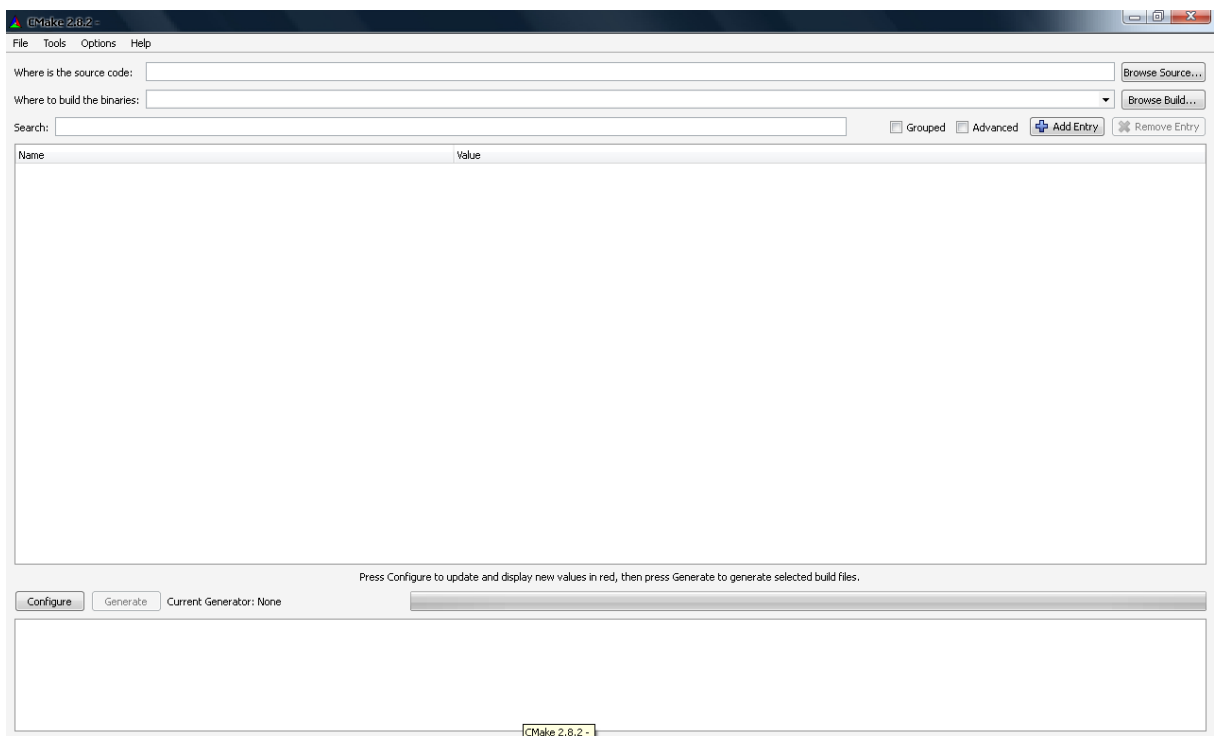 CMake 2.8.2 -
File Tools Options Help
Where is the source code: Browse Source...
Where to build the binaries: Browse Build...
Search: Grouped Advanced Add Entry Remove Entry
Name Value
Press Configure to update and display new values in red, then press Generate to generate selected build files.
Configure Generate Current Generator: None
CMake 2.8.2 -